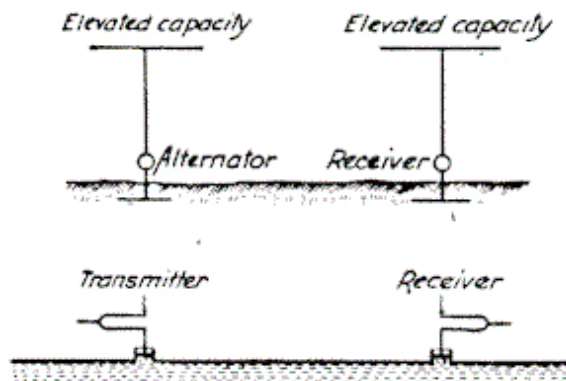 Elevated capacity
Elevated capacity
Alternator
Receiver
Transmitter
Receiver